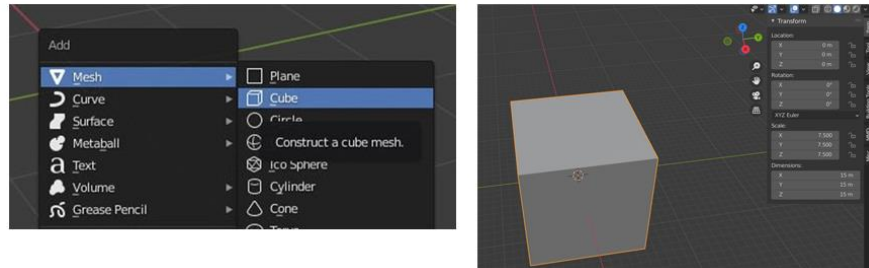 Add
Mesh
Curve
Surface
Metaball
Text
Volume
Grease Pencil
Plane
Cube
Circle
Construct a cube mesh.
Ico Sphere
Cylinder
Cone
Transform
Location:
X 0 m
Y 0 m
Z 0 m
Rotation:
X 0°
Y 0°
Z 0°
XYZ Euler
Scale:
X 7.500
Y 7.500
Z 7.500
Dimensions:
X 15 m
Y 15 m
Z 15 m